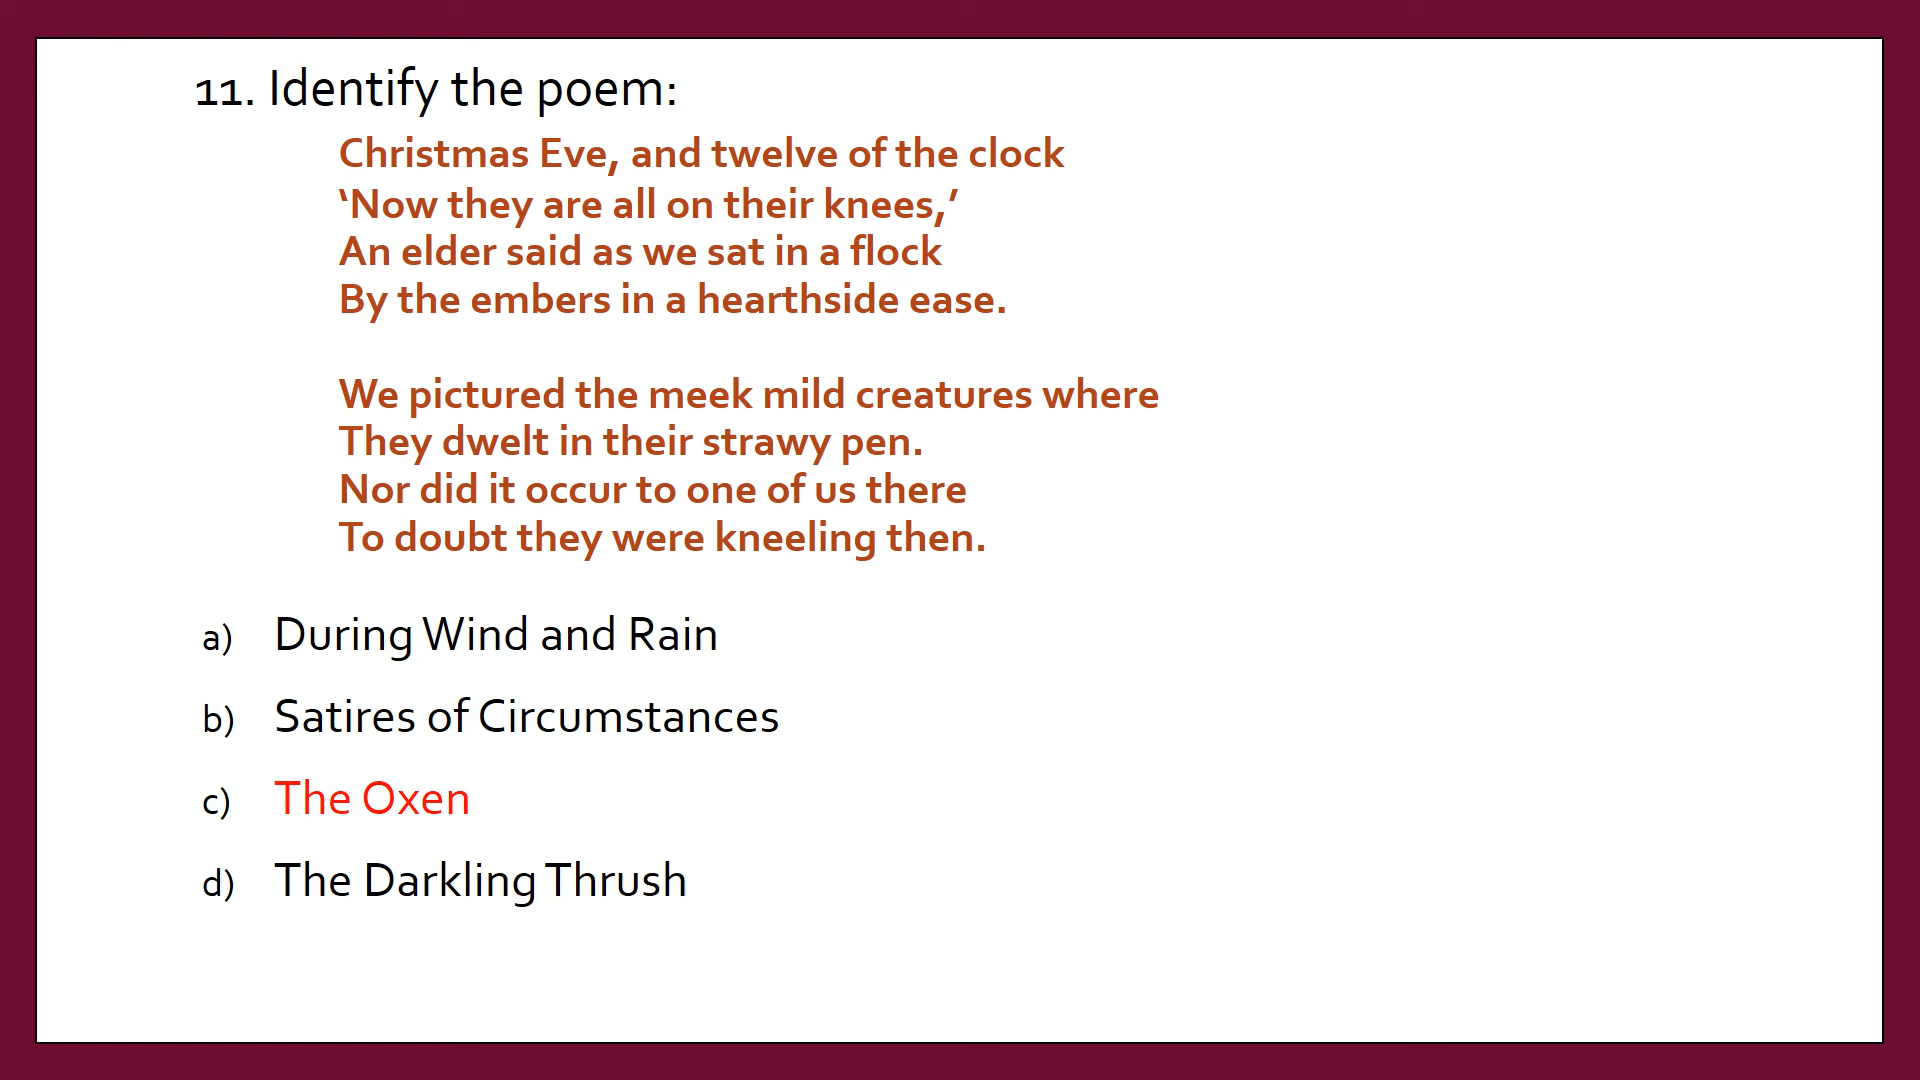 11. Identify the poem:
Christmas Eve, and twelve of the clock
‘Now they are all on their knees,’
An elder said as we sat in a flock
By the embers in a hearthside ease.
We pictured the meek mild creatures where
They dwelt in their strawy pen.
Nor did it occur to one of us there
To doubt they were kneeling then.
a) During Wind and Rain
b) Satires of Circumstances
c) The Oxen
d) The Darkling Thrush